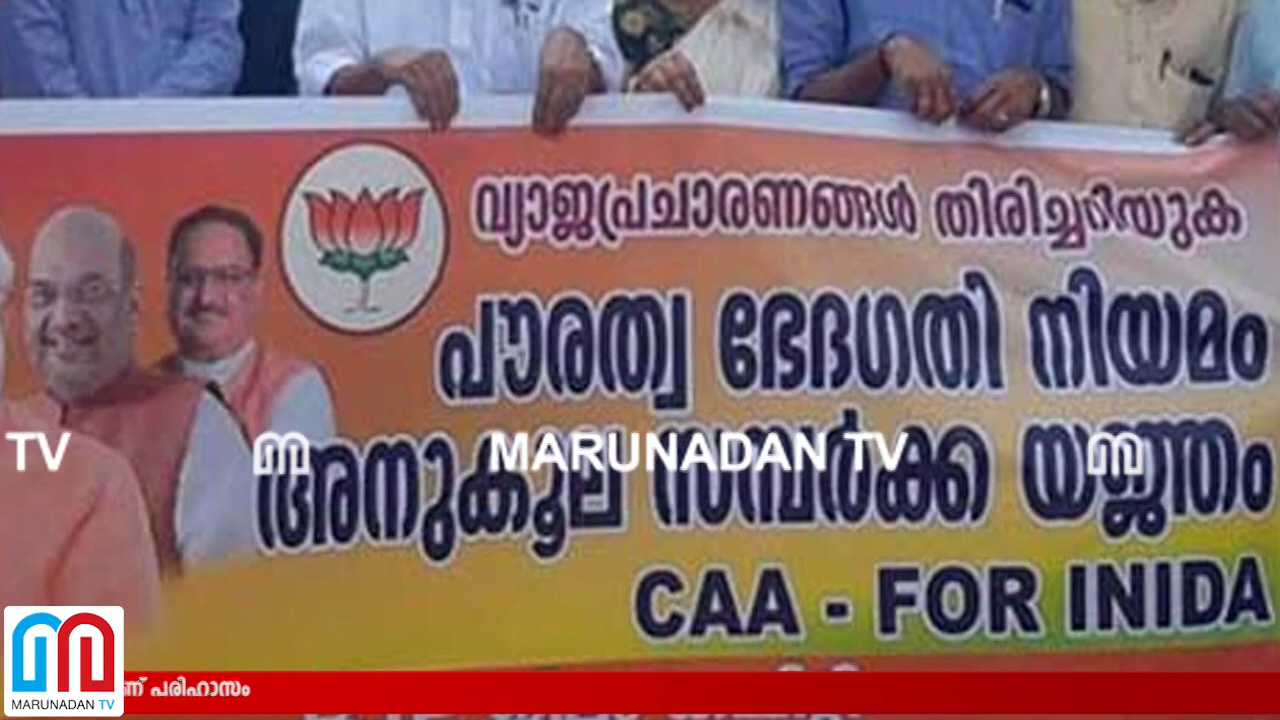 വ്യാജപ്രചാരണങ്ങൾ തിരിച്ചറിയുക
പൗരത്വ ഭേദഗതി നിയമം
അനുകൂല സമ്പർക്ക യജ്ഞം
TV ന്ന MARUNADAN TV ന്ന
CAA - FOR INIDA
പരിഹാസം
MARUNADAN TV